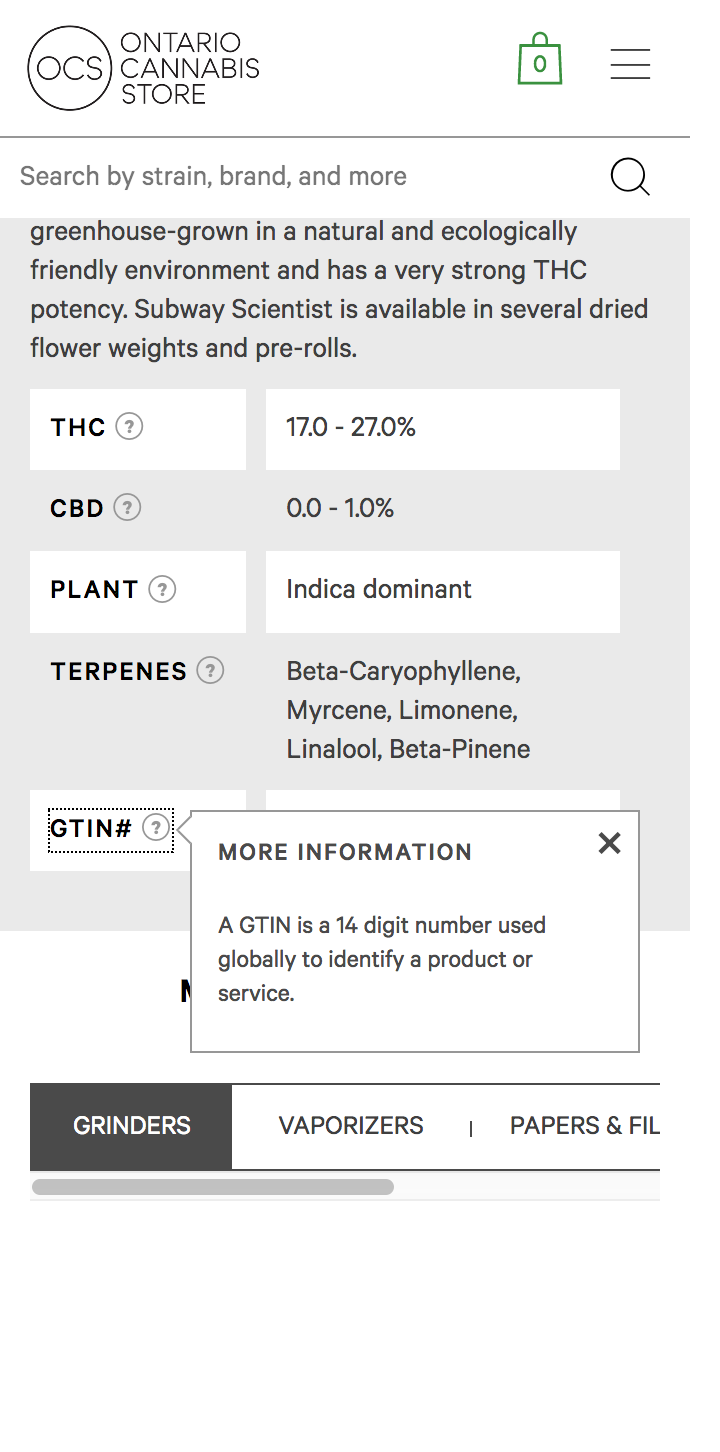 OCS
ONTARIO
CANNABIS
STORE
0
Search by strain, brand, and more
greenhouse-grown in a natural and ecologically
friendly environment and has a very strong THC
potency. Subway Scientist is available in several dried
flower weights and pre-rolls.
THC ? 17.0 - 27.0%
CBD ? 0.0 - 1.0%
PLANT ? Indica dominant
TERPENES ? Beta-Caryophyllene,
Myrcene, Limonene,
Linalool, Beta-Pinene
GTIN# ?
MORE INFORMATION
A GTIN is a 14 digit number used
globally to identify a product or
service.
GRINDERS VAPORIZERS | PAPERS & FIL